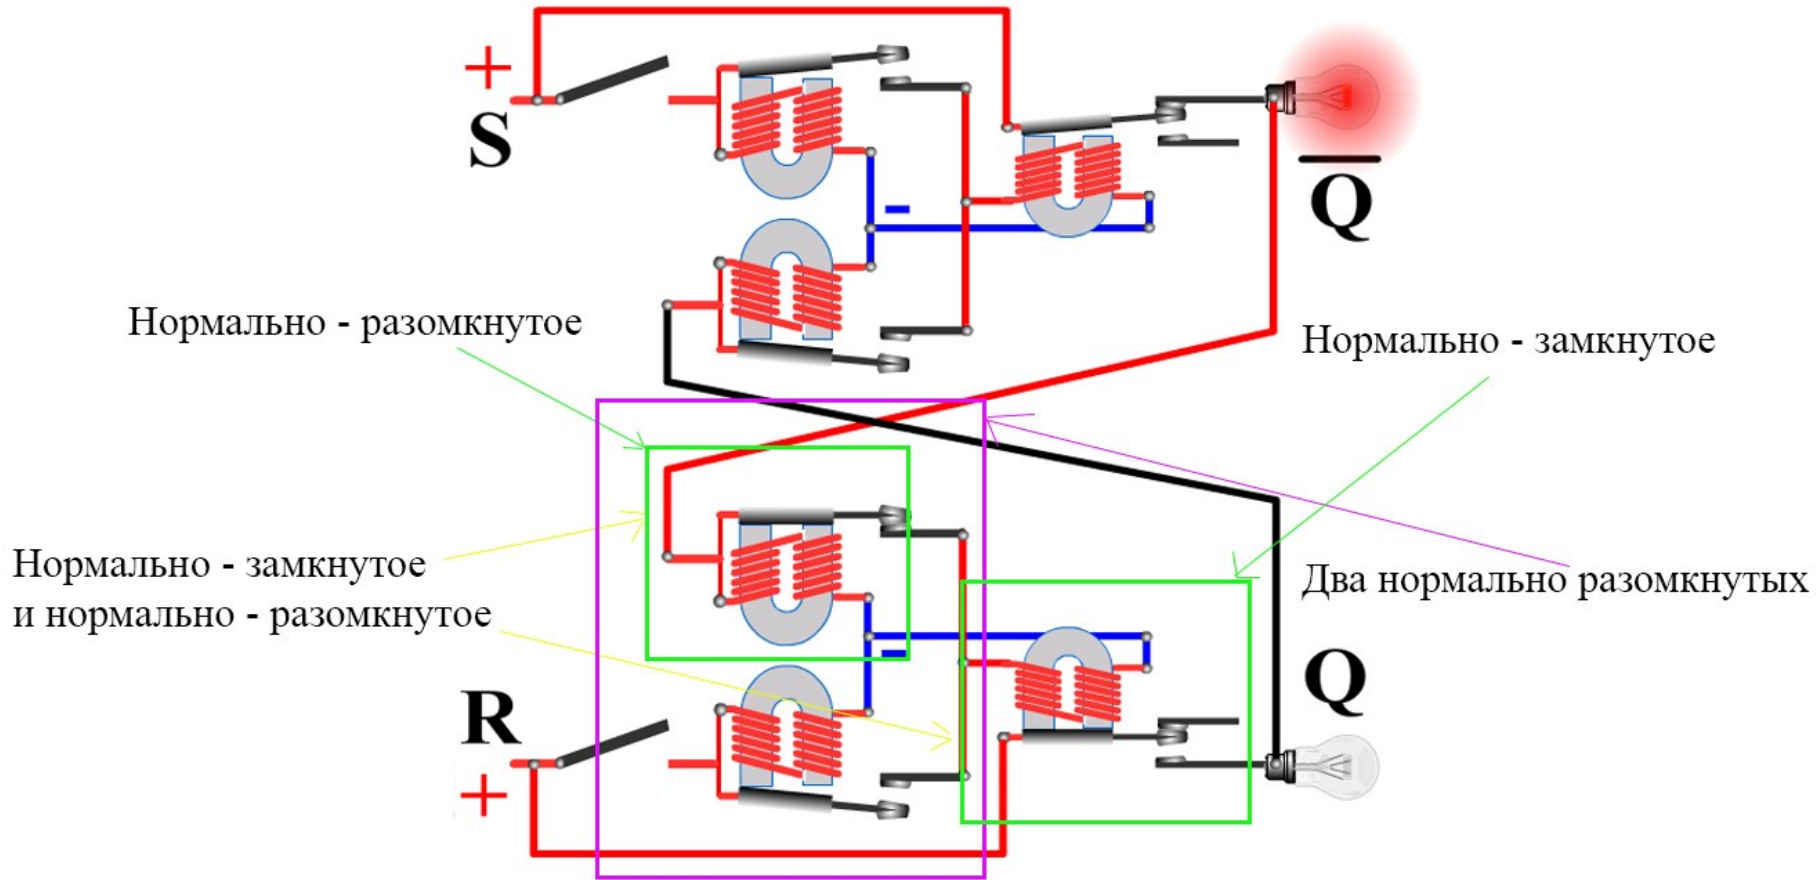 +
S
-
Q
Нормально - разомкнутое
Нормально - замкнутое
Нормально - замкнутое
и нормально - разомкнутое
Два нормально разомкнутых
-
Q
R
+